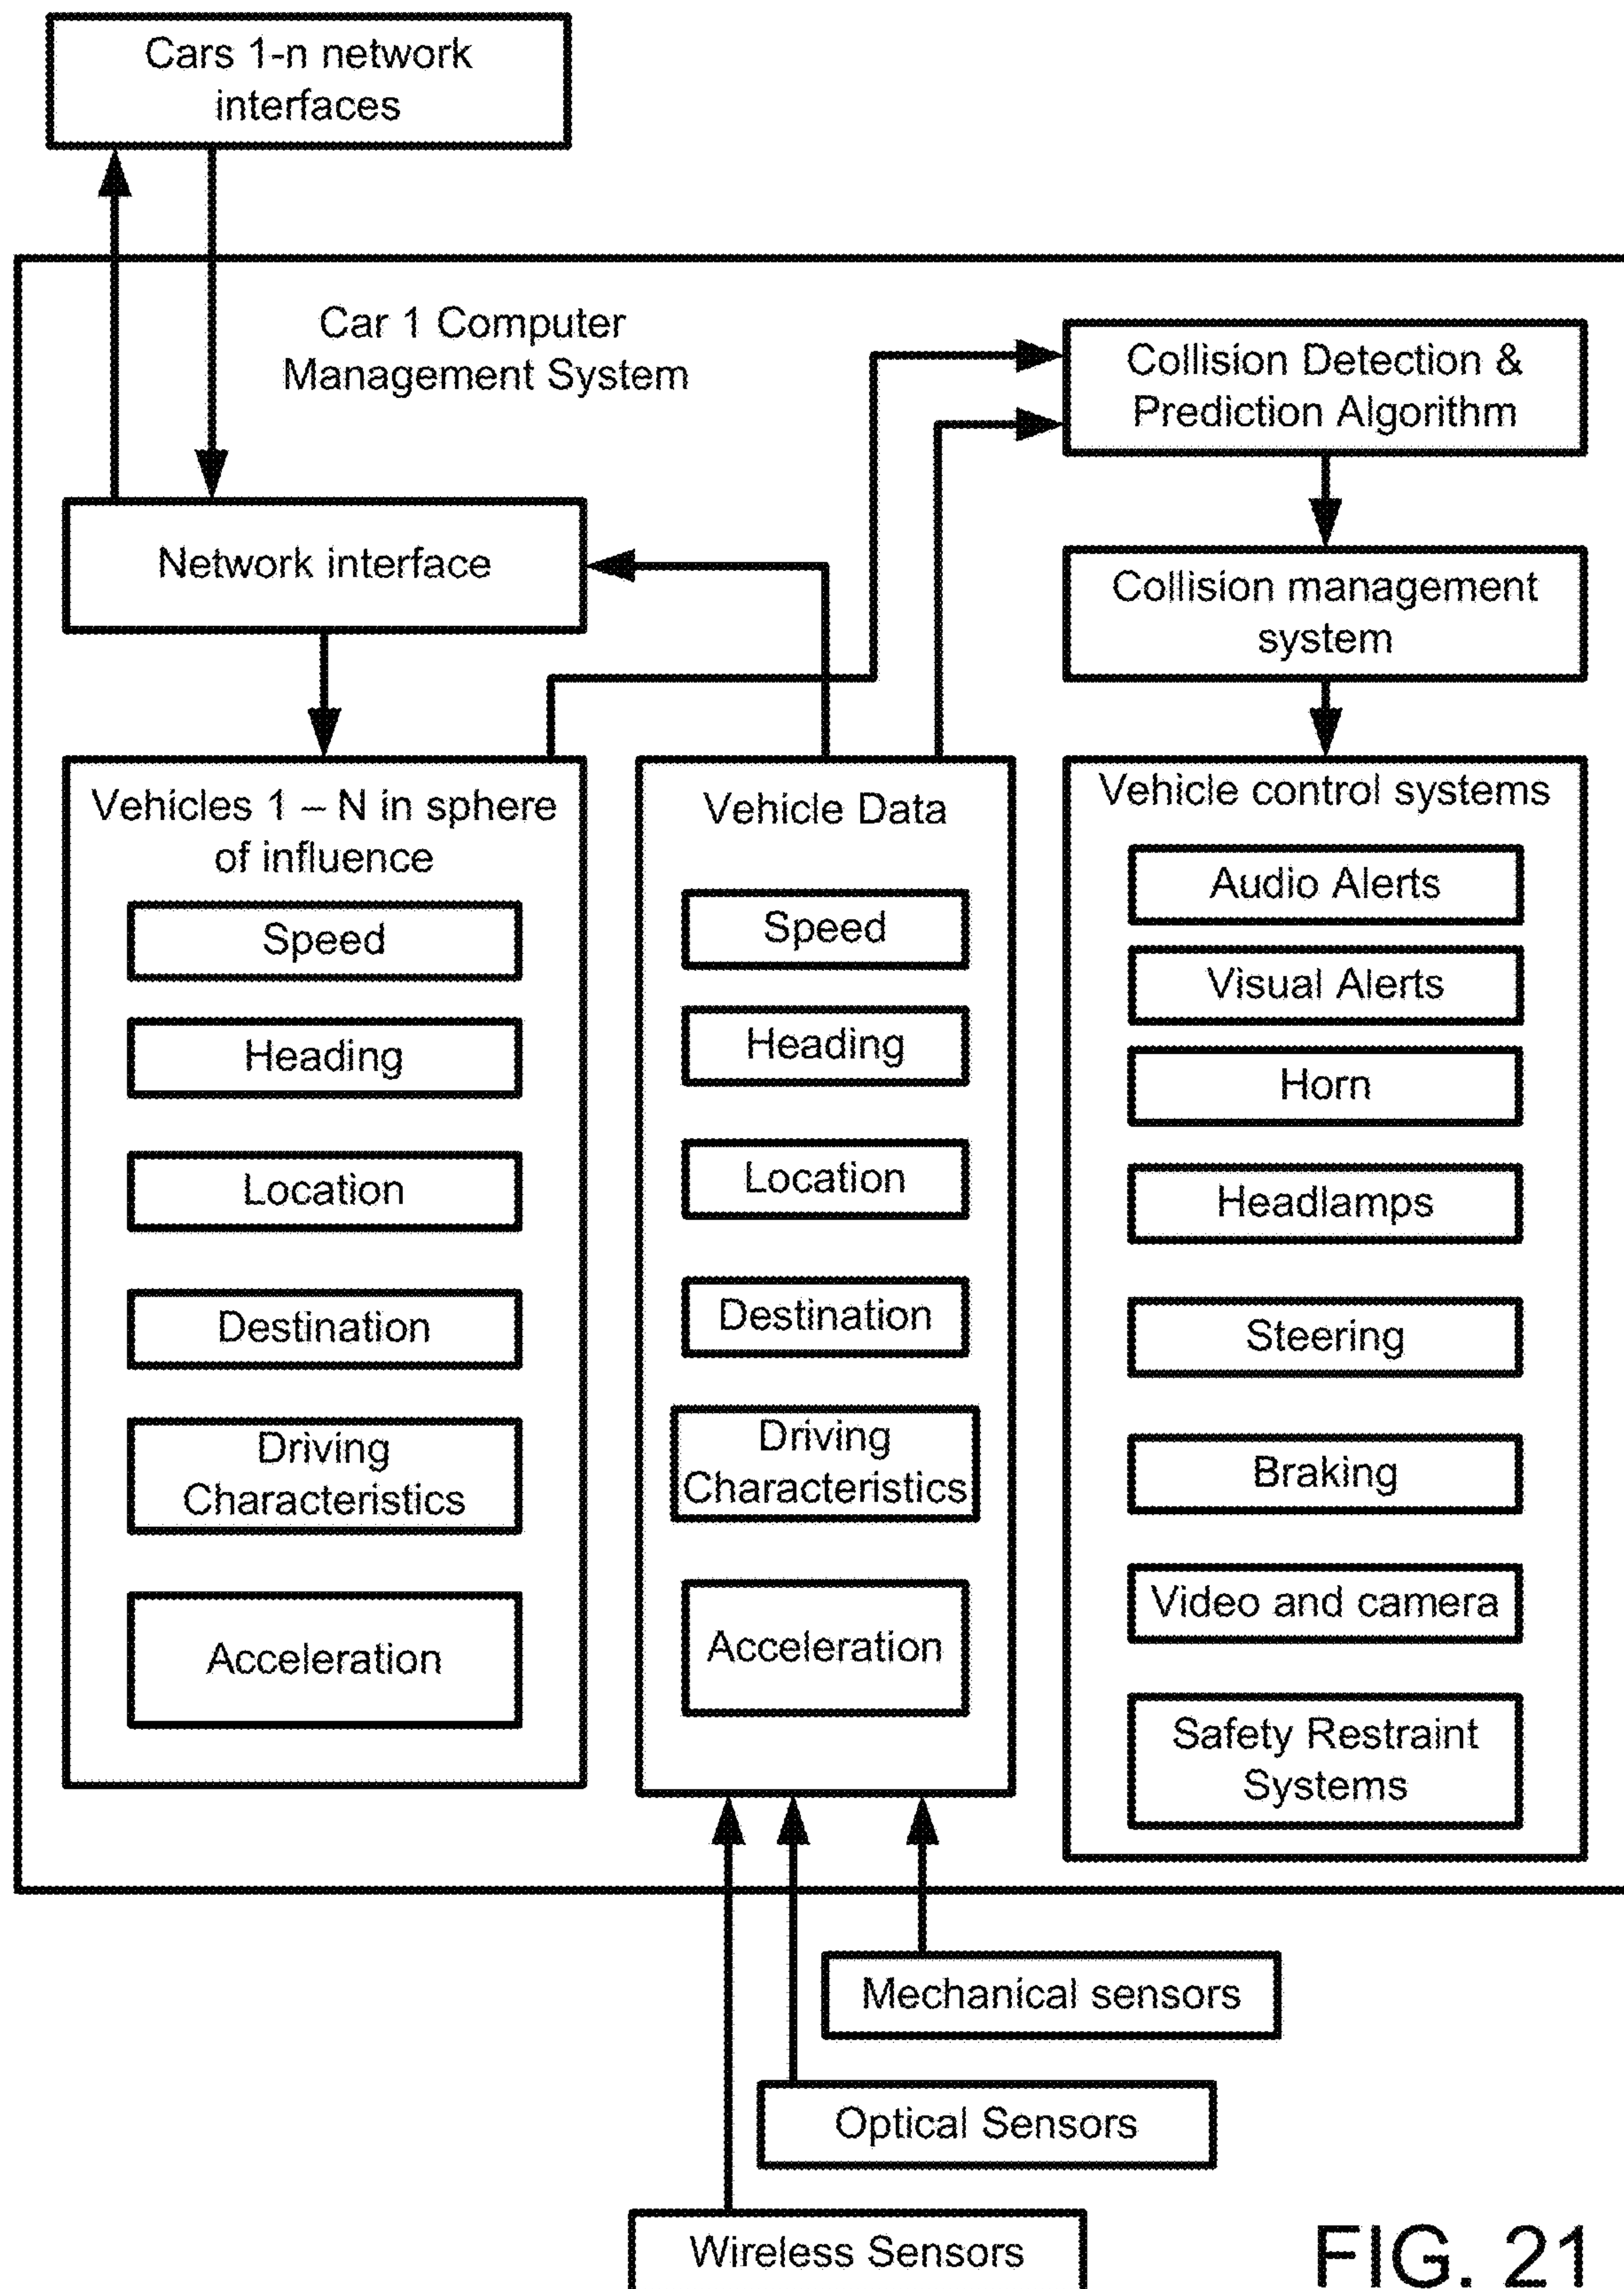 Cars 1-n network
interfaces
Car 1 Computer
Management System
Collision Detection &
Prediction Algorithm
Network interface
Collision management
system
Vehicles 1 – N in sphere
of influence
Speed
Heading
Location
Destination
Driving
Characteristics
Acceleration
Vehicle Data
Speed
Heading
Location
Destination
Driving
Characteristics
Acceleration
Vehicle control systems
Audio Alerts
Visual Alerts
Horn
Headlamps
Steering
Braking
Video and camera
Safety Restraint
Systems
Mechanical sensors
Optical Sensors
Wireless Sensors
FIG. 21